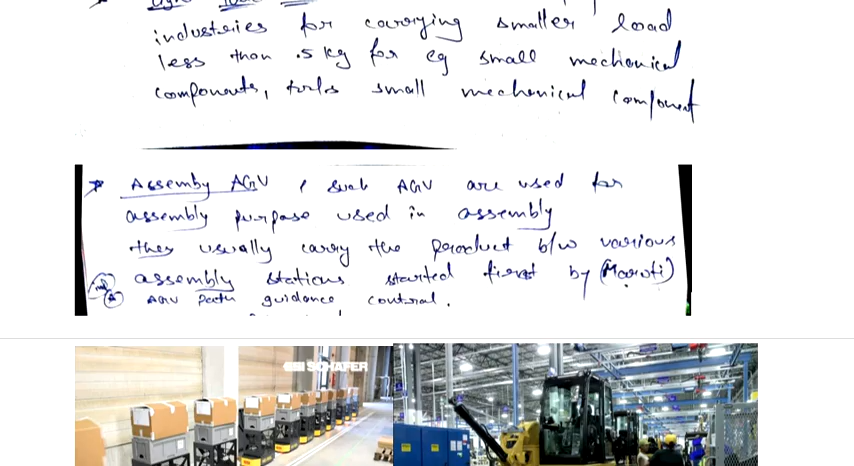 industries for carrying smaller load
less than .5 kg for eg small mechanical
components, tools small mechanical component
Assemby AGV : such AGV are used for
assembly purpose used in assembly
they usually carry the product b/w various
assembly stations started first by (Maruti)
AGV Path guidance control.
SCHAFER